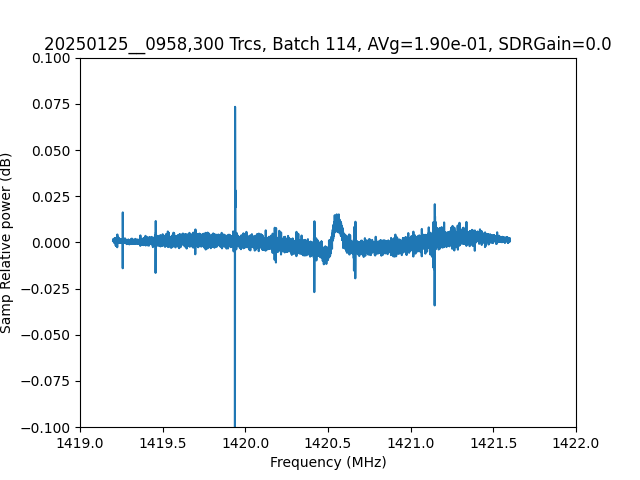 20250125__0958,300 Trcs, Batch 114, AVg=1.90e-01, SDRGain=0.0
Samp Relative power (dB)
0.100
0.075
0.050
0.025
0.000
−0.025
−0.050
−0.075
−0.100
1419.0 1419.5 1420.0 1420.5 1421.0 1421.5 1422.0
Frequency (MHz)